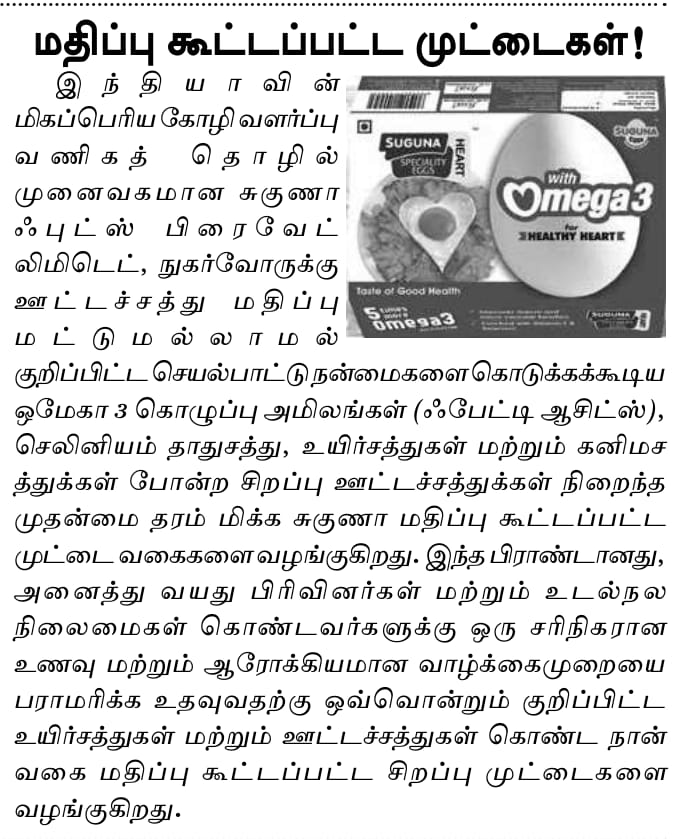 மதிப்பு கூட்டப்பட்ட முட்டைகள்!
இந்தியாவின்
மிகப்பெரிய கோழி வளர்ப்பு
வணிகத் தொழில்
முனைவகமான சுகுணா
ஃபுட்ஸ் பிரைவேட்
லிமிடெட், நுகர்வோருக்கு
ஊட்டச்சத்து மதிப்பு
மட்டுமல்லாமல்
SUGUNA
SPECIALITY
EGGS
HEART
SUGUNA
Eggs
with
Omega3
for
HEALTHY HEART
Taste of Good Health
5 times
more
omega3
SUGUNA
குறிப்பிட்ட செயல்பாட்டு நன்மைகளை கொடுக்கக்கூடிய
ஒமேகா 3 கொழுப்பு அமிலங்கள் (ஃபேட்டி ஆசிட்ஸ்),
செலினியம் தாதுசத்து, உயிர்சத்துகள் மற்றும் கனிமச
த்துக்கள் போன்ற சிறப்பு ஊட்டச்சத்துக்கள் நிறைந்த
முதன்மை தரம் மிக்க சுகுணா மதிப்பு கூட்டப்பட்ட
முட்டை வகைகளை வழங்குகிறது. இந்த பிராண்டானது,
அனைத்து வயது பிரிவினர்கள் மற்றும் உடல்நல
நிலைமைகள் கொண்டவர்களுக்கு ஒரு சரிநிகரான
உணவு மற்றும் ஆரோக்கியமான வாழ்க்கைமுறையை
பராமரிக்க உதவுவதற்கு ஒவ்வொன்றும் குறிப்பிட்ட
உயிர்சத்துகள் மற்றும் ஊட்டச்சத்துகள் கொண்ட நான்
வகை மதிப்பு கூட்டப்பட்ட சிறப்பு முட்டைகளை
வழங்குகிறது.